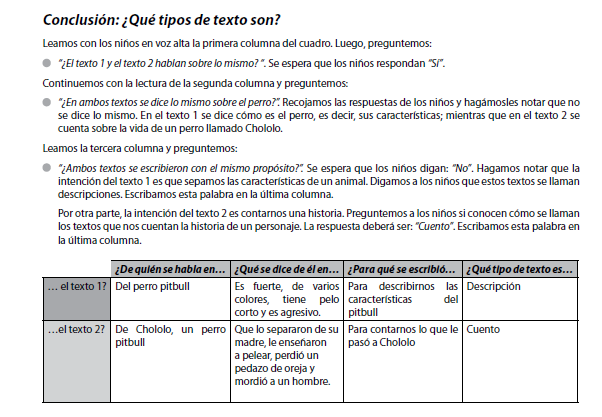 Conclusión: ¿Qué tipos de texto son?
Leamos con los niños en voz alta la primera columna del cuadro. Luego, preguntemos:
“¿El texto 1 y el texto 2 hablan sobre lo mismo? “. Se espera que los niños respondan “Sí”.
Continuemos con la lectura de la segunda columna y preguntemos:
“¿En ambos textos se dice lo mismo sobre el perro?”. Recojamos las respuestas de los niños y hagámosles notar que no
se dice lo mismo. En el texto 1 se dice cómo es el perro, es decir, sus características; mientras que en el texto 2 se
cuenta sobre la vida de un perro llamado Chololo.
Leamos la tercera columna y preguntemos:
“¿Ambos textos se escribieron con el mismo propósito?”. Se espera que los niños digan: “No”. Hagamos notar que la
intención del texto 1 es que sepamos las características de un animal. Digamos a los niños que estos textos se llaman
descripciones. Escribamos esta palabra en la última columna.
Por otra parte, la intención del texto 2 es contarnos una historia. Preguntemos a los niños si conocen cómo se llaman
los textos que nos cuentan la historia de un personaje. La respuesta deberá ser: “Cuento”. Escribamos esta palabra en
la última columna.
¿De quién se habla en… ¿Qué se dice de él en… ¿Para qué se escribió… ¿Qué tipo de texto es…
… el texto 1? Del perro pitbull Es fuerte, de varios Para describirnos las Descripción
colores, tiene pelo características del
corto y es agresivo. pitbull
…el texto 2? De Chololo, un perro Que lo separaron de su Para contarnos lo que le Cuento
pitbull madre, le enseñaron pasó a Chololo
a pelear, perdió un
pedazo de oreja y
mordió a un hombre.